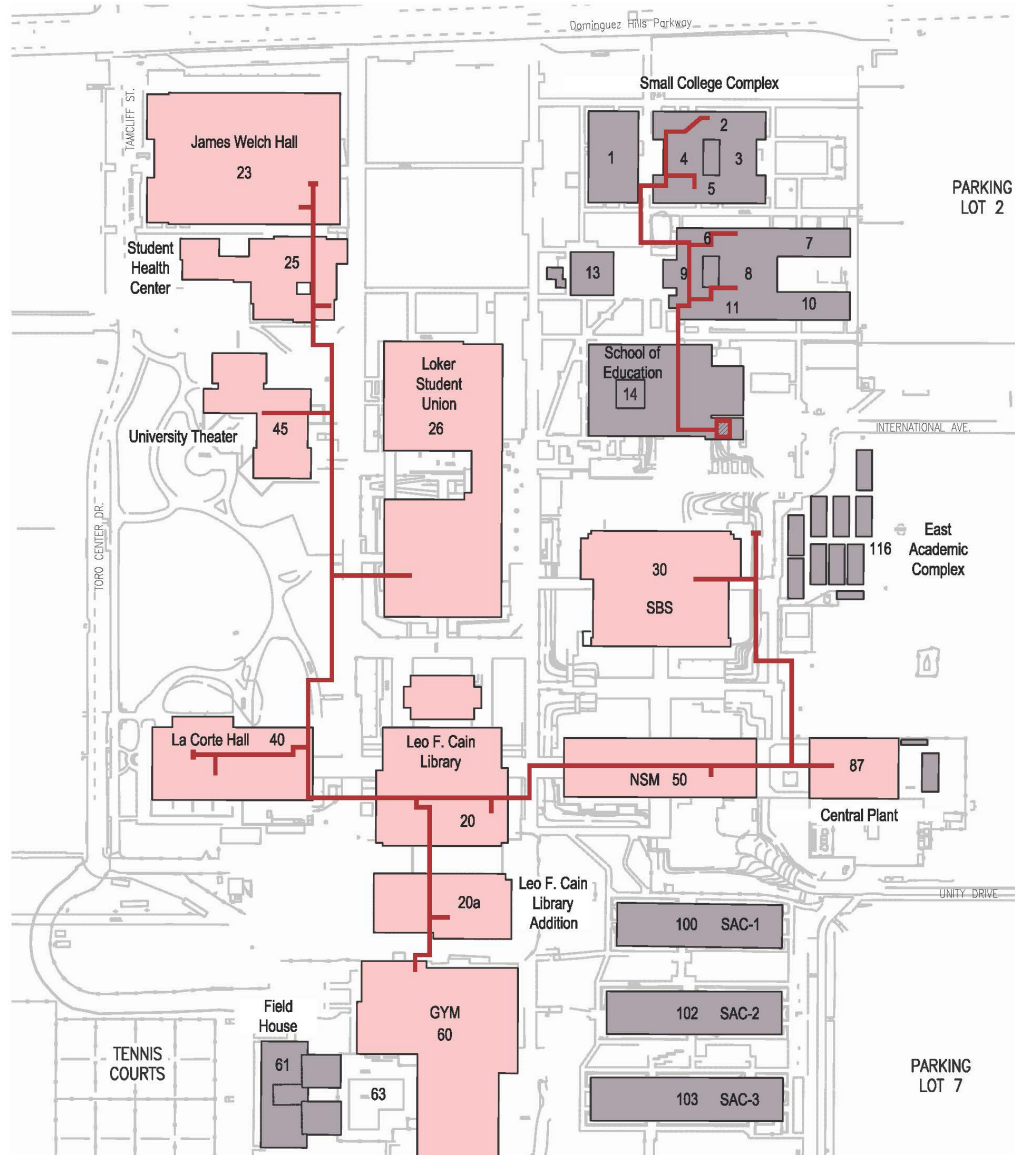 Dominguez Hills Parkway
TAMCLIFF ST.
Small College Complex
James Welch Hall
23
1
2
4
3
5
PARKING
LOT 2
Student
Health
Center
25
13
6
7
9
8
11
10
Loker
Student
Union
26
School of
Education
14
University Theater
45
INTERNATIONAL AVE.
TORO CENTER DR.
30
SBS
116
East
Academic
Complex
La Corte Hall
40
Leo F. Cain
Library
20
NSM 50
87
Central Plant
20a
Leo F. Cain
Library
Addition
UNITY DRIVE
100 SAC-1
102 SAC-2
103 SAC-3
GYM
60
Field
House
61
63
TENNIS
COURTS
PARKING
LOT 7